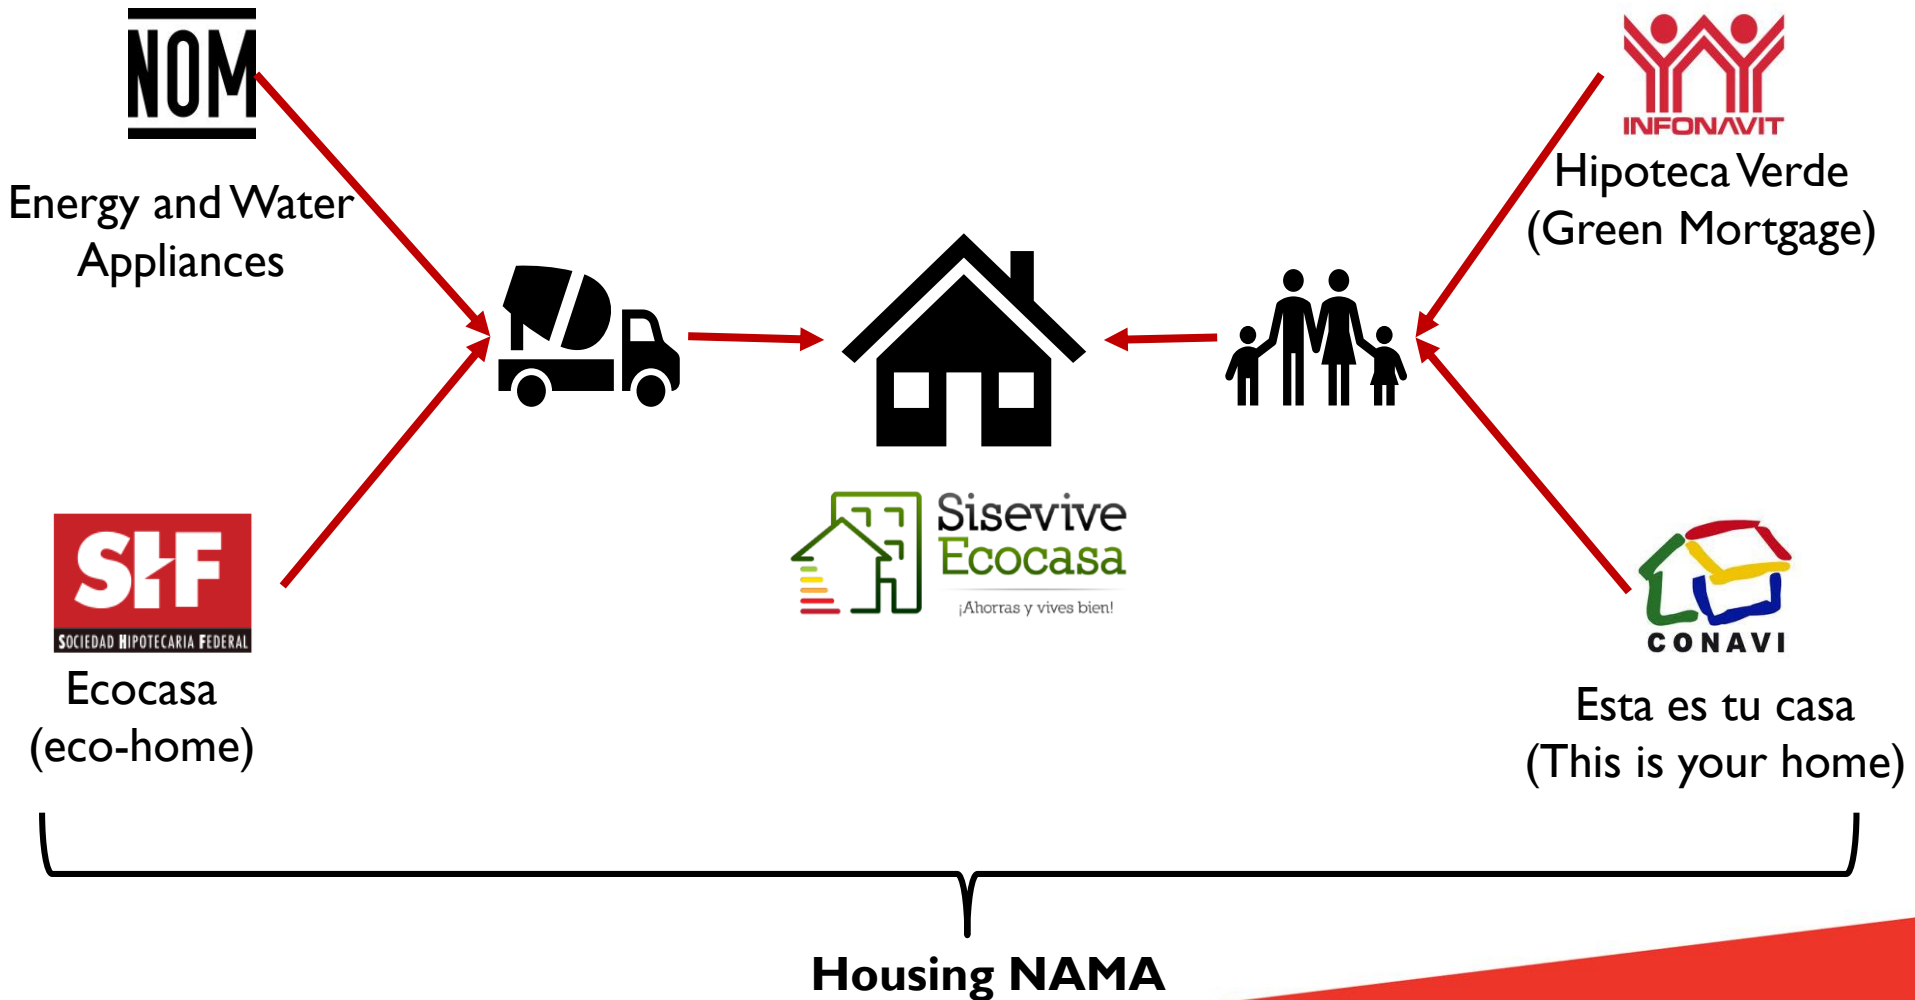 NOM
Energy and Water
Appliances
SHF
SOCIEDAD HIPOTECARIA FEDERAL
Ecocasa
(eco-home)
Sisevive
Ecocasa
¡Ahorras y vives bien!
INFONAVIT
Hipoteca Verde
(Green Mortgage)
CONAVI
Esta es tu casa
(This is your home)
Housing NAMA